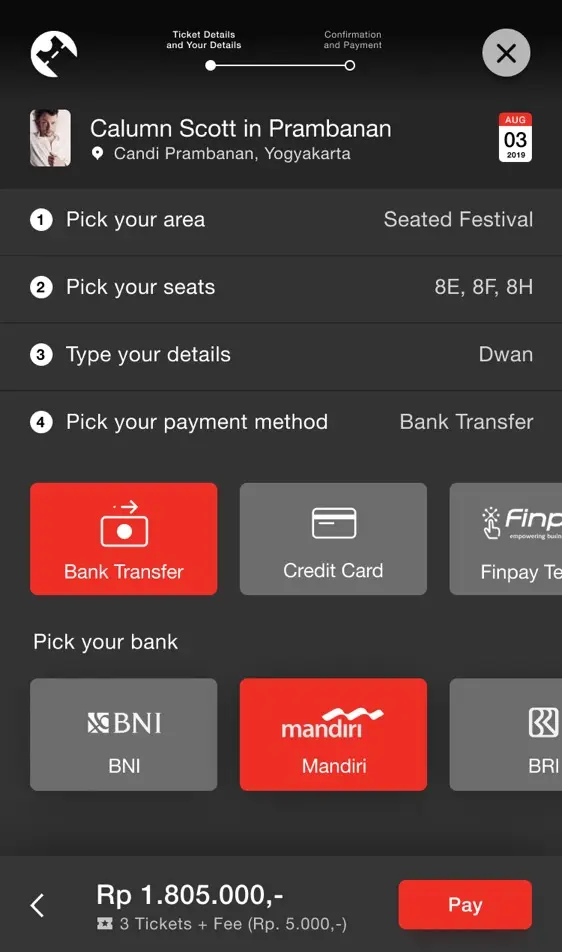 Ticket Details
and Your Details
Confirmation
and Payment
Calumn Scott in Prambanan
Candi Prambanan, Yogyakarta
AUG
03
2019
1 Pick your area Seated Festival
2 Pick your seats 8E, 8F, 8H
3 Type your details Dwan
4 Pick your payment method Bank Transfer
Bank Transfer
Credit Card
Finp
empowering busin
Finpay Te
Pick your bank
BNI
BNI
mandiri
Mandiri
BRI
Rp 1.805.000,-
3 Tickets + Fee (Rp. 5.000,-)
Pay